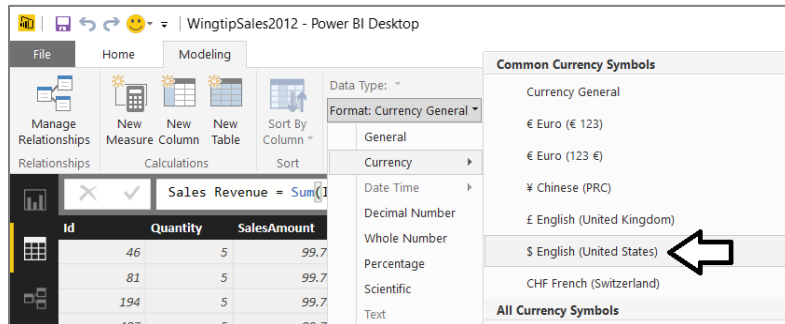 WingtipSales2012 - Power BI Desktop
File Home Modeling
Manage Relationships
New Measure
New Column
New Table
Sort By Column
Relationships Calculations Sort
Data Type:
Format: Currency General
General
Currency
Date Time
Decimal Number
Whole Number
Percentage
Scientific
Text
Common Currency Symbols
Currency General
€ Euro (€ 123)
€ Euro (123 €)
¥ Chinese (PRC)
£ English (United Kingdom)
$ English (United States)
CHF French (Switzerland)
All Currency Symbols
Sales Revenue = Sum(
Id Quantity SalesAmount
46 5 99.7
81 5 99.7
194 5 99.7